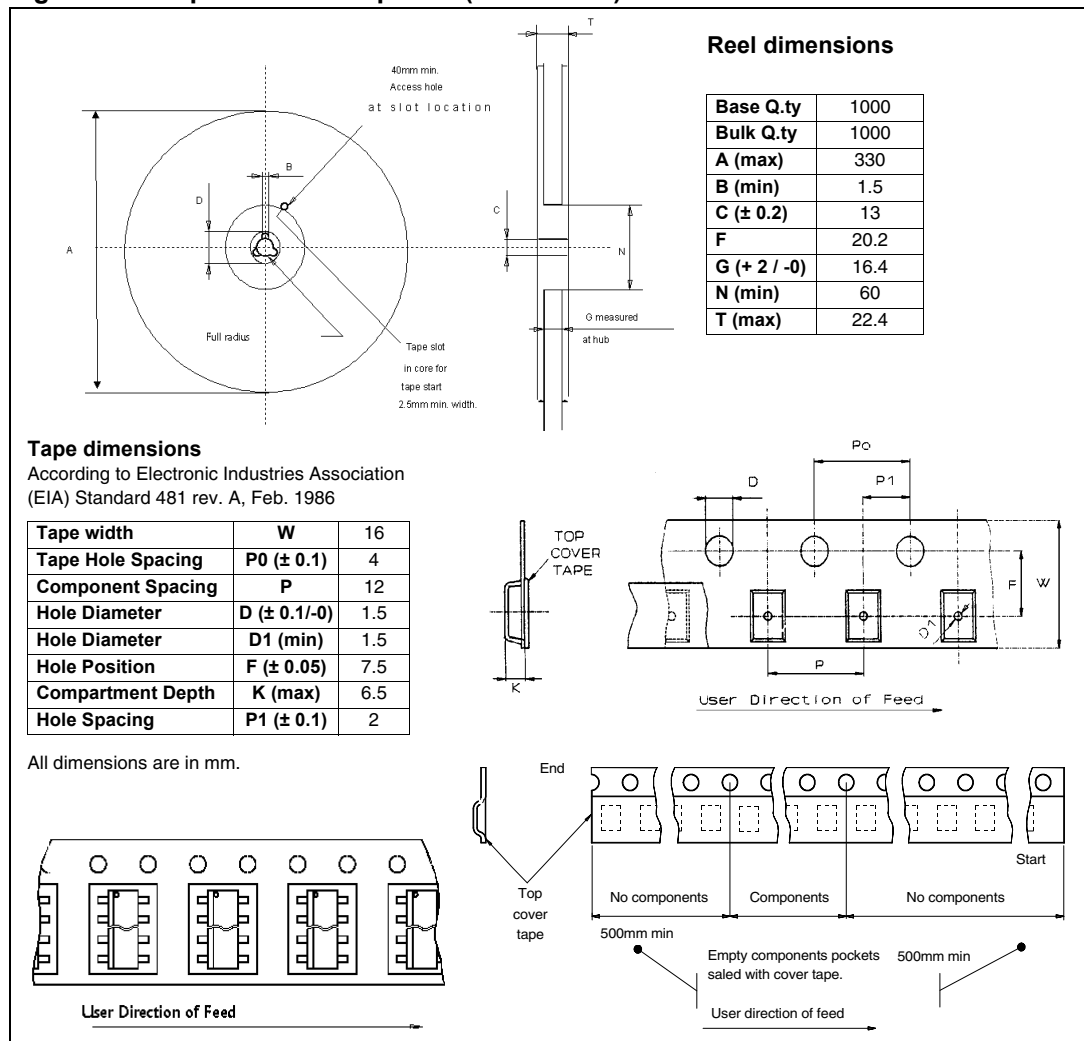 T
Reel dimensions
40mm min.
Access hole
at slot location
Base Q.ty 1000
Bulk Q.ty 1000
A (max) 330
B (min) 1.5
C (± 0.2) 13
F 20.2
G (+ 2 / -0) 16.4
N (min) 60
T (max) 22.4
B
D
C
A
N
G measured
at hub
Full radius
Tape slot
in core for
tape start
2.5mm min. width.
Tape dimensions
According to Electronic Industries Association
(EIA) Standard 481 rev. A, Feb. 1986
Tape width W 16
Tape Hole Spacing P0 (± 0.1) 4
Component Spacing P 12
Hole Diameter D (± 0.1/-0) 1.5
Hole Diameter D1 (min) 1.5
Hole Position F (± 0.05) 7.5
Compartment Depth K (max) 6.5
Hole Spacing P1 (± 0.1) 2
All dimensions are in mm.
Po
D
P1
TOP
COVER
TAPE
F
W
D1
K
P
User Direction of Feed
End
Start
Top
cover
tape
No components
Components
No components
500mm min
Empty components pockets
saled with cover tape.
500mm min
User direction of feed
User Direction of Feed